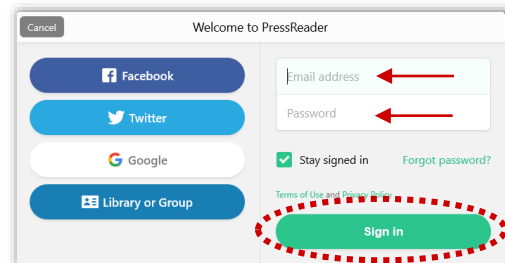 Cancel
Welcome to PressReader
Facebook
Twitter
Google
Library or Group
Email address
Password
Stay signed in
Forgot password?
Terms of Use and Privacy Policy
Sign in